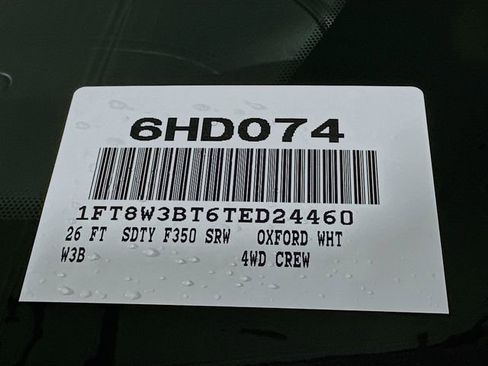 6HD074
1FT8W3BT6TED24460
26 FT SDTY F350 SRW OXFORD WHT
W3B 4WD CREW